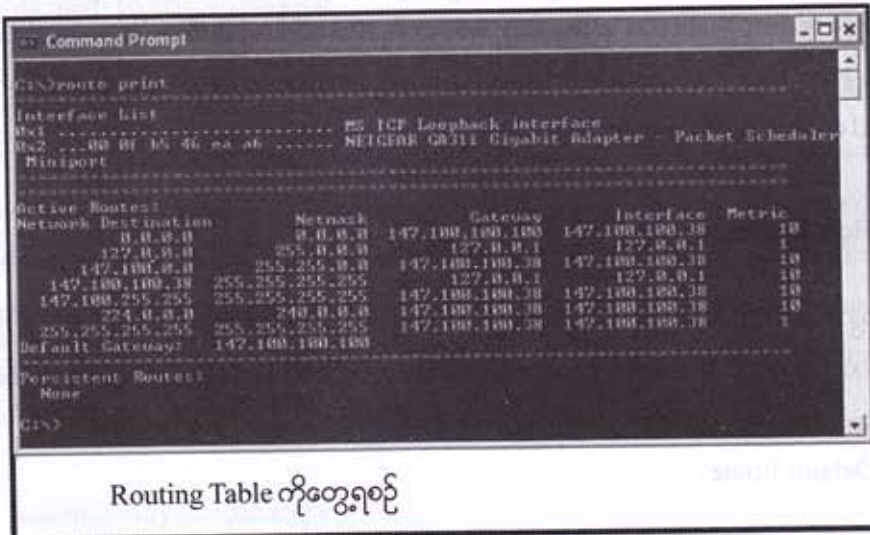 Command Prompt
C:\>route print
Interface List
0x1 ........................... MS TCP Loopback interface
0x2 ...00 0f b5 46 ea a6 ...... NETGEAR GA311 Gigabit Adapter - Packet Scheduler
Miniport
Active Routes:
Network Destination Netmask Gateway Interface Metric
0.0.0.0 0.0.0.0 147.100.100.100 147.100.100.38 10
127.0.0.0 255.0.0.0 127.0.0.1 127.0.0.1 1
147.100.0.0 255.255.0.0 147.100.100.38 147.100.100.38 10
147.100.100.38 255.255.255.255 127.0.0.1 127.0.0.1 10
147.100.255.255 255.255.255.255 147.100.100.38 147.100.100.38 10
224.0.0.0 240.0.0.0 147.100.100.38 147.100.100.38 10
255.255.255.255 255.255.255.255 147.100.100.38 147.100.100.38 1
Default Gateway: 147.100.100.100
Persistent Routes:
None
C:\>
Routing Table ကိုတွေ့ရစဉ်